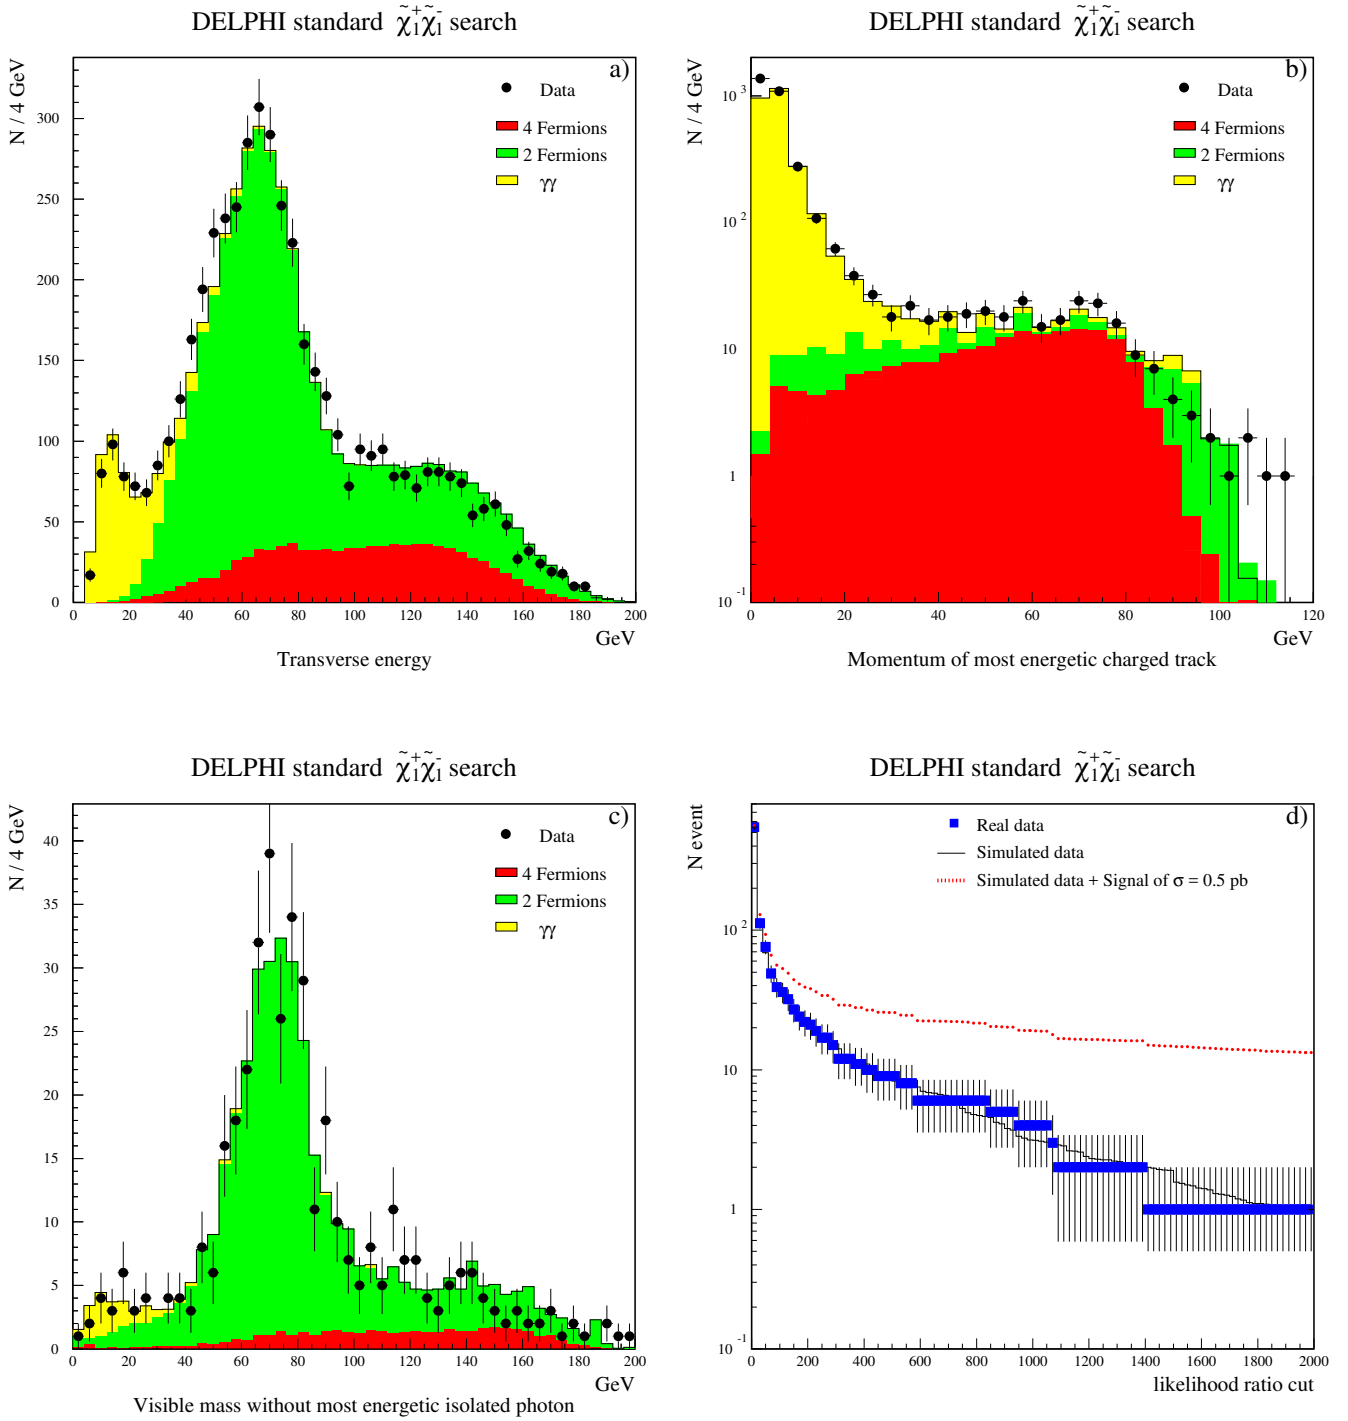 DELPHI standard χ̃₁⁺χ̃₁⁻ search
a)
N / 4 GeV
Data
4 Fermions
2 Fermions
γγ
300
250
200
150
100
50
0
0 20 40 60 80 100 120 140 160 180 200
GeV
Transverse energy
DELPHI standard χ̃₁⁺χ̃₁⁻ search
b)
N / 4 GeV
Data
4 Fermions
2 Fermions
γγ
10³
10²
10
1
10⁻¹
0 20 40 60 80 100 120
GeV
Momentum of most energetic charged track
DELPHI standard χ̃₁⁺χ̃₁⁻ search
c)
N / 4 GeV
Data
4 Fermions
2 Fermions
γγ
40
35
30
25
20
15
10
5
0
0 20 40 60 80 100 120 140 160 180 200
GeV
Visible mass without most energetic isolated photon
DELPHI standard χ̃₁⁺χ̃₁⁻ search
d)
N event
Real data
Simulated data
Simulated data + Signal of σ = 0.5 pb
10²
10
1
10⁻¹
0 200 400 600 800 1000 1200 1400 1600 1800 2000
likelihood ratio cut